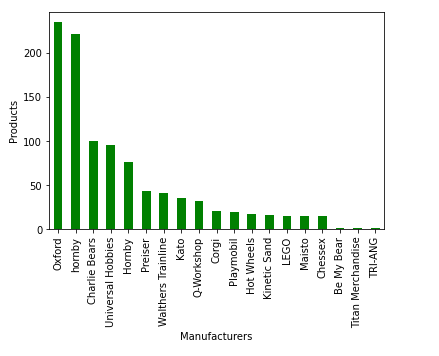 200
150
100
50
0
Products
Oxford
hornby
Charlie Bears
Universal Hobbies
Hornby
Preiser
Walthers Trainline
Kato
Q-Workshop
Corgi
Playmobil
Hot Wheels
Kinetic Sand
LEGO
Maisto
Chessex
Be My Bear
Titan Merchandise
TRI-ANG
Manufacturers